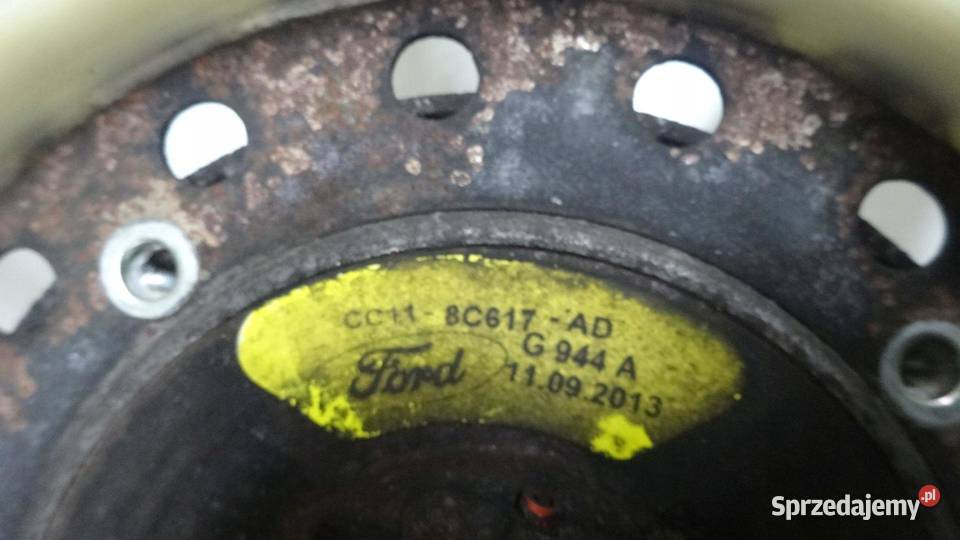 CC11-8C617-AD
G 944 A
Ford
11.09.2013
Sprzedajemy.pl